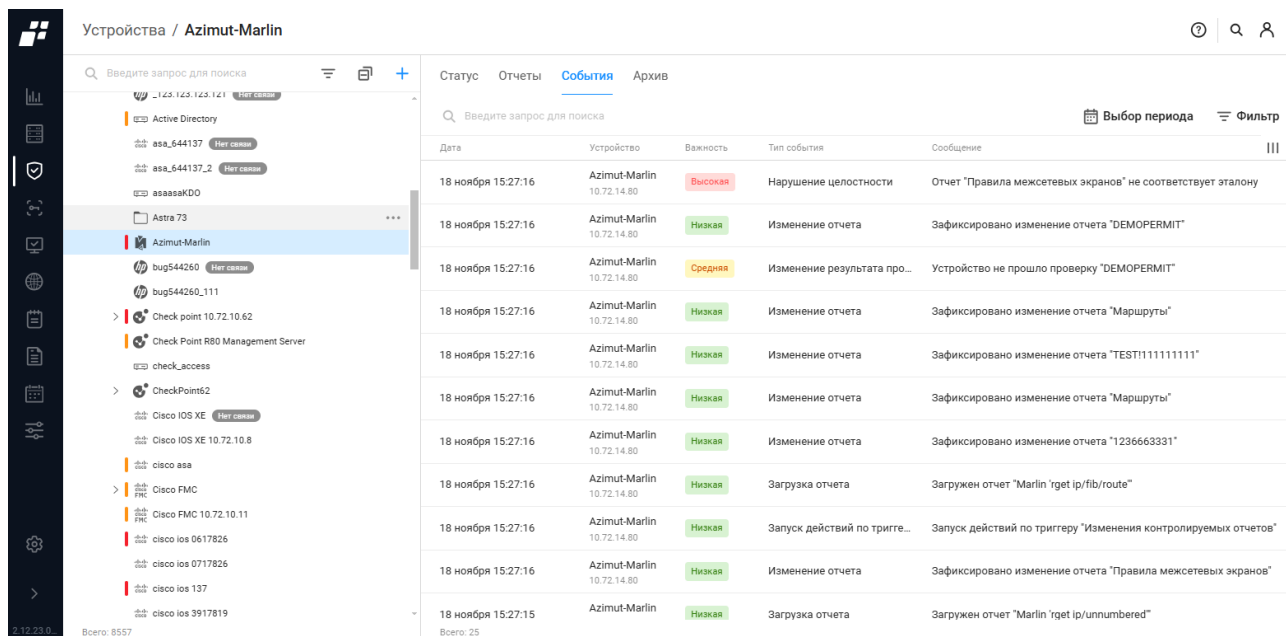 Устройства / Azimut-Marlin
Введите запрос для поиска
_123.123.123.121 Нет связи
Active Directory
asa_644137 Нет связи
asa_644137_2 Нет связи
asaasaKDO
Astra 73
Azimut-Marlin
bug544260 Нет связи
bug544260_111
Check point 10.72.10.62
Check Point R80 Management Server
check_access
CheckPoint62
Cisco IOS XE Нет связи
Cisco IOS XE 10.72.10.8
cisco asa
Cisco FMC
Cisco FMC 10.72.10.11
cisco ios 0617826
cisco ios 0717826
cisco ios 137
cisco ios 3917819
Всего: 8557
2.12.23.0...
Статус Отчеты События Архив
Введите запрос для поиска Выбор периода Фильтр
Дата Устройство Важность Тип события Сообщение
18 ноября 15:27:16 Azimut-Marlin Высокая Нарушение целостности Отчет "Правила межсетевых экранов" не соответствует эталону
10.72.14.80
18 ноября 15:27:16 Azimut-Marlin Низкая Изменение отчета Зафиксировано изменение отчета "DEMOPERMIT"
10.72.14.80
18 ноября 15:27:16 Azimut-Marlin Средняя Изменение результата про... Устройство не прошло проверку "DEMOPERMIT"
10.72.14.80
18 ноября 15:27:16 Azimut-Marlin Низкая Изменение отчета Зафиксировано изменение отчета "Маршруты"
10.72.14.80
18 ноября 15:27:16 Azimut-Marlin Низкая Изменение отчета Зафиксировано изменение отчета "TEST!111111111"
10.72.14.80
18 ноября 15:27:16 Azimut-Marlin Низкая Изменение отчета Зафиксировано изменение отчета "Маршруты"
10.72.14.80
18 ноября 15:27:16 Azimut-Marlin Низкая Изменение отчета Зафиксировано изменение отчета "1236663331"
10.72.14.80
18 ноября 15:27:16 Azimut-Marlin Низкая Загрузка отчета Загружен отчет "Marlin 'rget ip/fib/route'"
10.72.14.80
18 ноября 15:27:16 Azimut-Marlin Низкая Запуск действий по тригге... Запуск действий по триггеру "Изменения контролируемых отчетов"
10.72.14.80
18 ноября 15:27:16 Azimut-Marlin Низкая Изменение отчета Зафиксировано изменение отчета "Правила межсетевых экранов"
10.72.14.80
18 ноября 15:27:15 Azimut-Marlin Низкая Загрузка отчета Загружен отчет "Marlin 'rget ip/unnumbered'"
Всего: 25